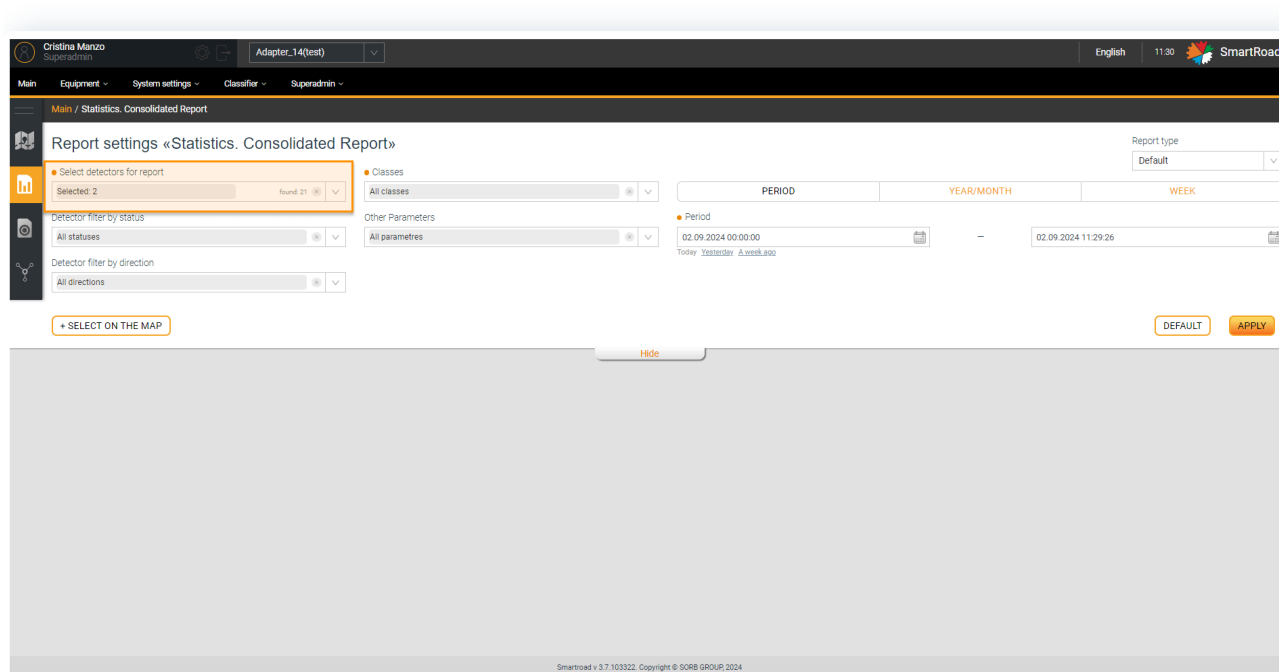 Cristina Manzo
Superadmin
Adapter_14(test)
English
11:30
SmartRoad
Main Equipment System settings Classifier Superadmin
Main / Statistics. Consolidated Report
Report settings «Statistics. Consolidated Report»
Report type
Default
Select detectors for report
Selected: 2 found: 21
Classes
All classes
PERIOD YEAR/MONTH WEEK
Detector filter by status
All statuses
Other Parameters
All parametres
Period
02.09.2024 00:00:00 — 02.09.2024 11:29:26
Today Yesterday A week ago
Detector filter by direction
All directions
+ SELECT ON THE MAP
DEFAULT APPLY
Hide
Smartroad v 3.7.103322. Copyright © SORB GROUP, 2024